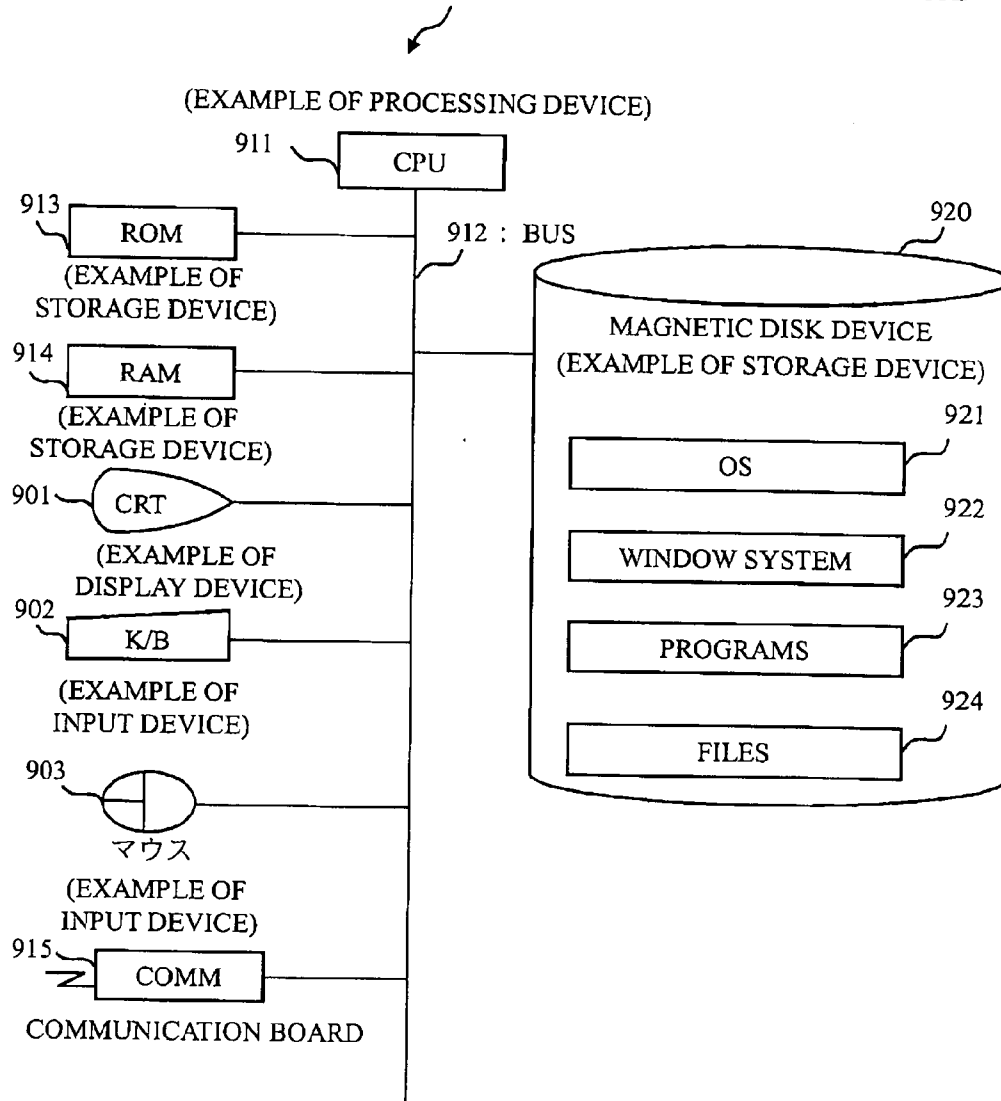 (EXAMPLE OF PROCESSING DEVICE)
911
CPU
913
ROM
(EXAMPLE OF
STORAGE DEVICE)
912 : BUS
920
MAGNETIC DISK DEVICE
(EXAMPLE OF STORAGE DEVICE)
914
RAM
(EXAMPLE OF
STORAGE DEVICE)
921
OS
901
CRT
(EXAMPLE OF
DISPLAY DEVICE)
922
WINDOW SYSTEM
902
K/B
(EXAMPLE OF
INPUT DEVICE)
923
PROGRAMS
924
FILES
903
マウス
(EXAMPLE OF
INPUT DEVICE)
915
COMM
COMMUNICATION BOARD